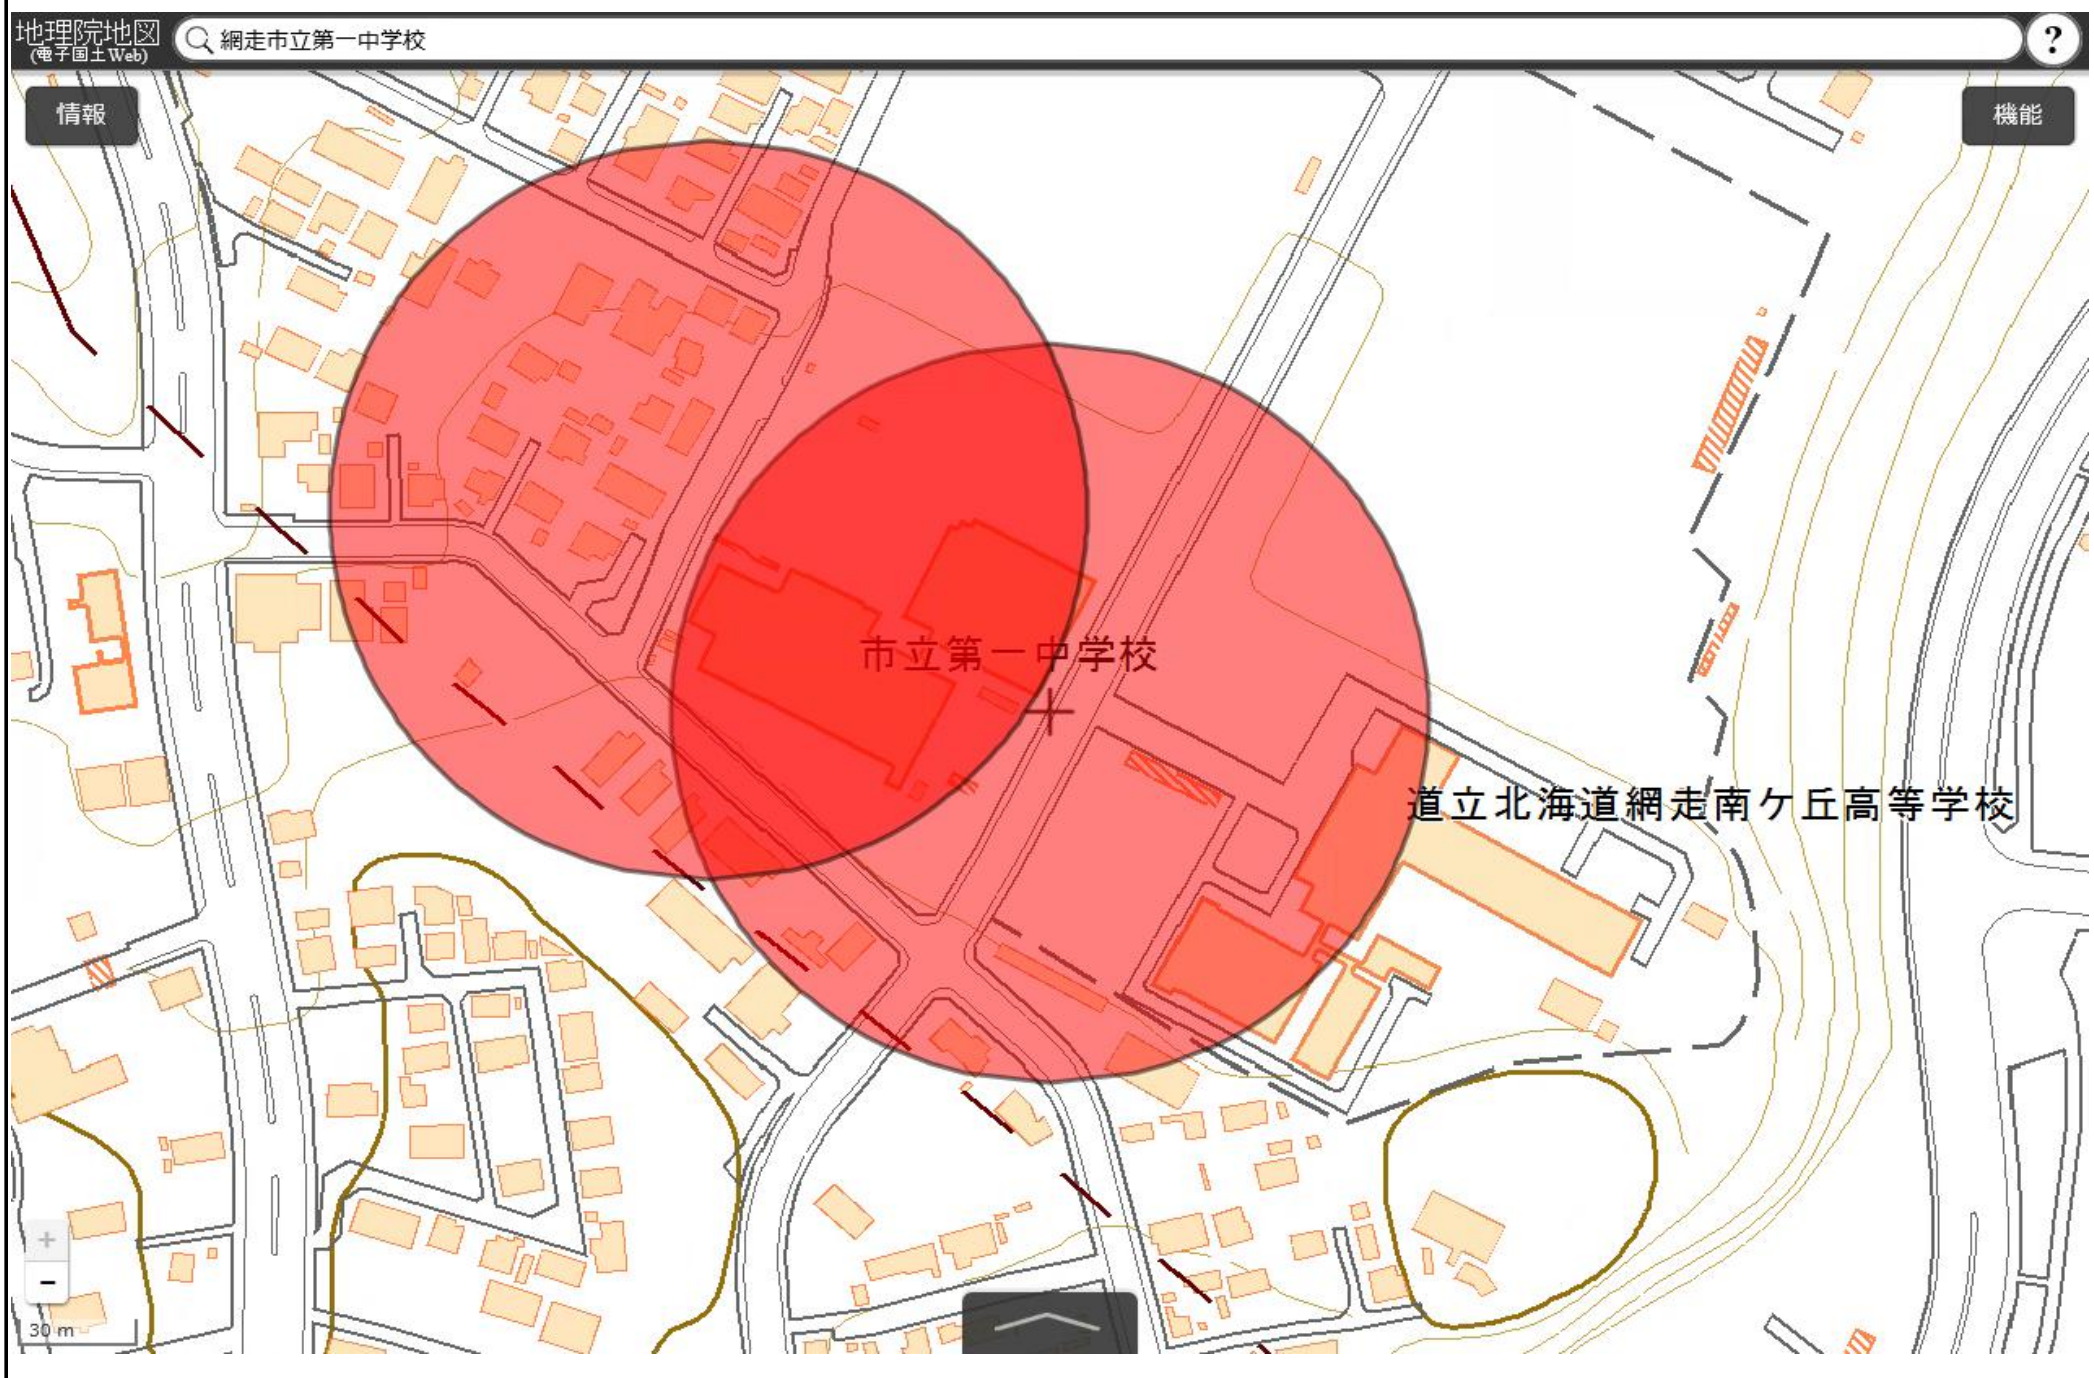 地理院地図
(電子国土Web)
網走市立第一中学校
?
情報
機能
市立第一中学校
道立北海道網走南ケ丘高等学校
+
-
30 m